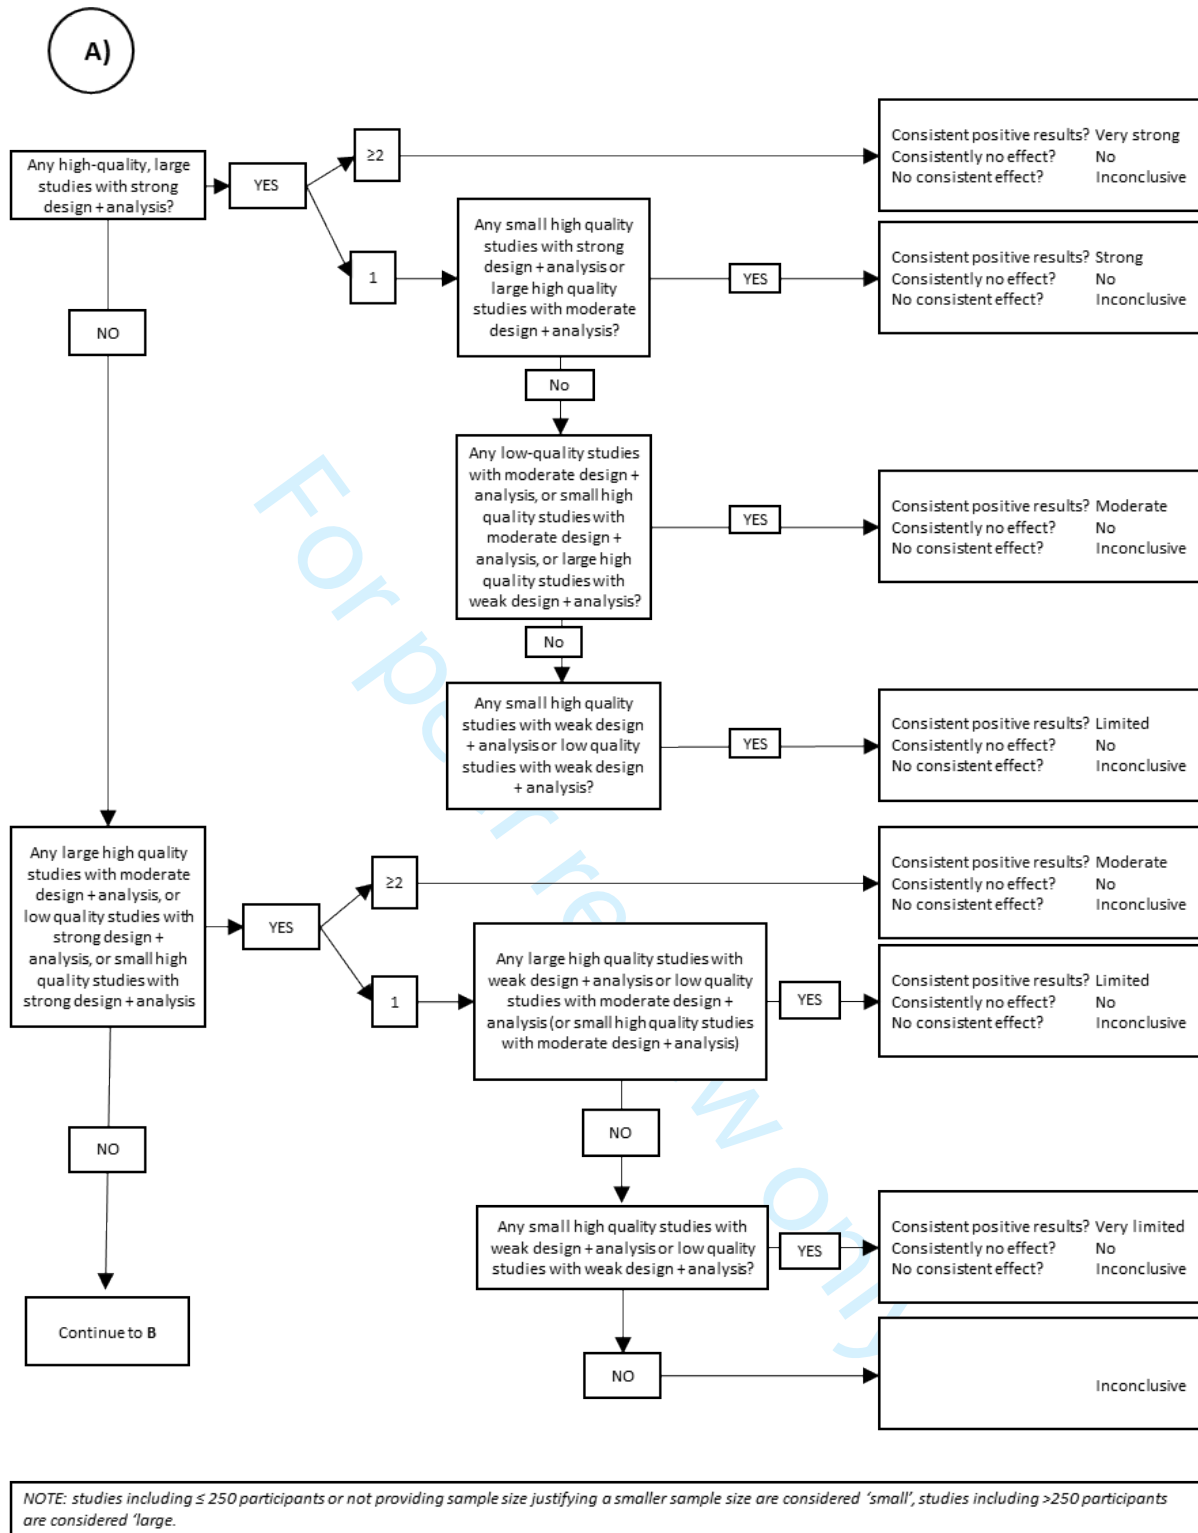 A)
Any high-quality, large
studies with strong
design + analysis?
YES
≥2
Consistent positive results? Very strong
Consistently no effect? No
No consistent effect? Inconclusive
1
Any small high quality
studies with strong
design + analysis or
large high quality
studies with moderate
design + analysis?
YES
Consistent positive results? Strong
Consistently no effect? No
No consistent effect? Inconclusive
NO
No
Any low-quality studies
with moderate design +
analysis, or small high
quality studies with
moderate design +
analysis, or large high
quality studies with
weak design + analysis?
YES
Consistent positive results? Moderate
Consistently no effect? No
No consistent effect? Inconclusive
No
Any small high quality
studies with weak design
+ analysis or low quality
studies with weak design
+ analysis?
YES
Consistent positive results? Limited
Consistently no effect? No
No consistent effect? Inconclusive
Any large high quality
studies with moderate
design + analysis, or
low quality studies with
strong design +
analysis, or small high
quality studies with
strong design + analysis
YES
≥2
Consistent positive results? Moderate
Consistently no effect? No
No consistent effect? Inconclusive
1
Any large high quality studies with
weak design + analysis or low quality
studies with moderate design +
analysis (or small high quality studies
with moderate design + analysis)
YES
Consistent positive results? Limited
Consistently no effect? No
No consistent effect? Inconclusive
NO
NO
Any small high quality studies with
weak design + analysis or low quality
studies with weak design + analysis?
YES
Consistent positive results? Very limited
Consistently no effect? No
No consistent effect? Inconclusive
Continue to B
NO
Inconclusive
NOTE: studies including ≤ 250 participants or not providing sample size justifying a smaller sample size are considered ‘small’, studies including >250 participants
are considered ‘large.
For peer review only